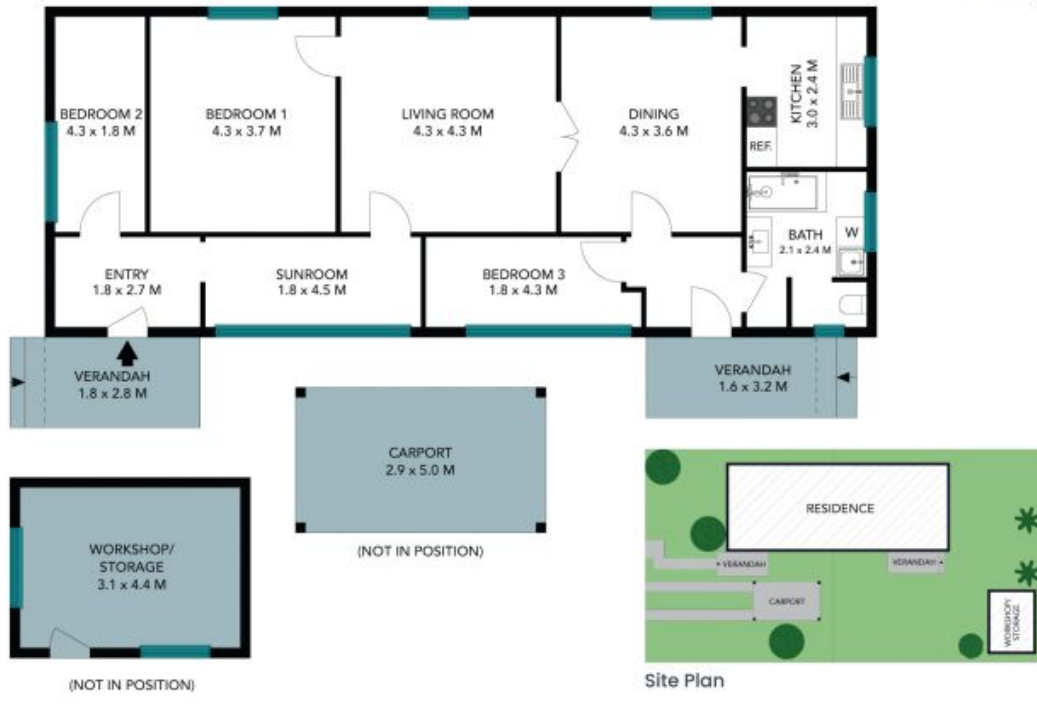 BEDROOM 2
4.3 x 1.8 M
BEDROOM 1
4.3 x 3.7 M
LIVING ROOM
4.3 x 4.3 M
DINING
4.3 x 3.6 M
KITCHEN
3.0 x 2.4 M
REF.
BATH
2.1 x 2.4 M
W
ENTRY
1.8 x 2.7 M
SUNROOM
1.8 x 4.5 M
BEDROOM 3
1.8 x 4.3 M
VERANDAH
1.8 x 2.8 M
VERANDAH
1.6 x 3.2 M
CARPORT
2.9 x 5.0 M
(NOT IN POSITION)
WORKSHOP/
STORAGE
3.1 x 4.4 M
(NOT IN POSITION)
RESIDENCE
VERANDAH
VERANDAH
CARPORT
WORKSHOP/
STORAGE
Site Plan